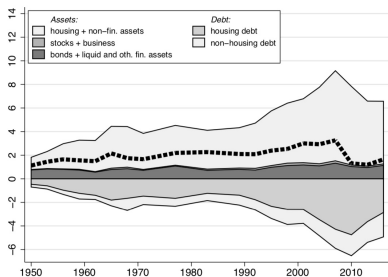 Assets:
housing + non-fin. assets
stocks + business
bonds + liquid and oth. fin. assets
Debt:
housing debt
non-housing debt
14
12
10
8
6
4
2
0
-2
-4
-6
1950
1960
1970
1980
1990
2000
2010